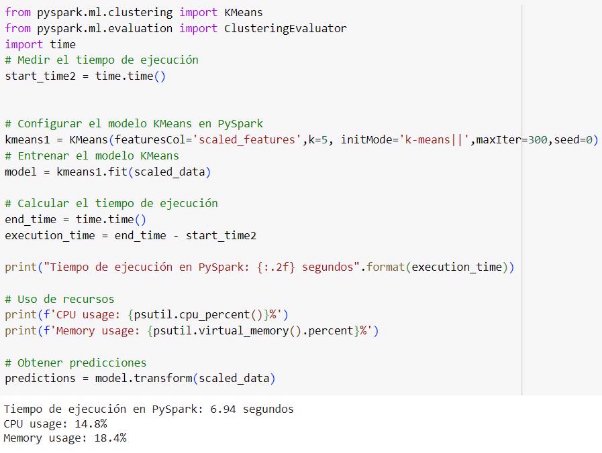 from pyspark.ml.clustering import KMeans
from pyspark.ml.evaluation import ClusteringEvaluator
import time
# Medir el tiempo de ejecución
start_time2 = time.time()
# Configurar el modelo KMeans en PySpark
kmeans1 = KMeans(featuresCol='scaled_features',k=5, initMode='k-means||',maxIter=300,seed=0)
# Entrenar el modelo KMeans
model = kmeans1.fit(scaled_data)
# Calcular el tiempo de ejecución
end_time = time.time()
execution_time = end_time - start_time2
print("Tiempo de ejecución en PySpark: {:.2f} segundos".format(execution_time))
# Uso de recursos
print(f'CPU usage: {psutil.cpu_percent()}%')
print(f'Memory usage: {psutil.virtual_memory().percent}%')
# Obtener predicciones
predictions = model.transform(scaled_data)
Tiempo de ejecución en PySpark: 6.94 segundos
CPU usage: 14.8%
Memory usage: 18.4%